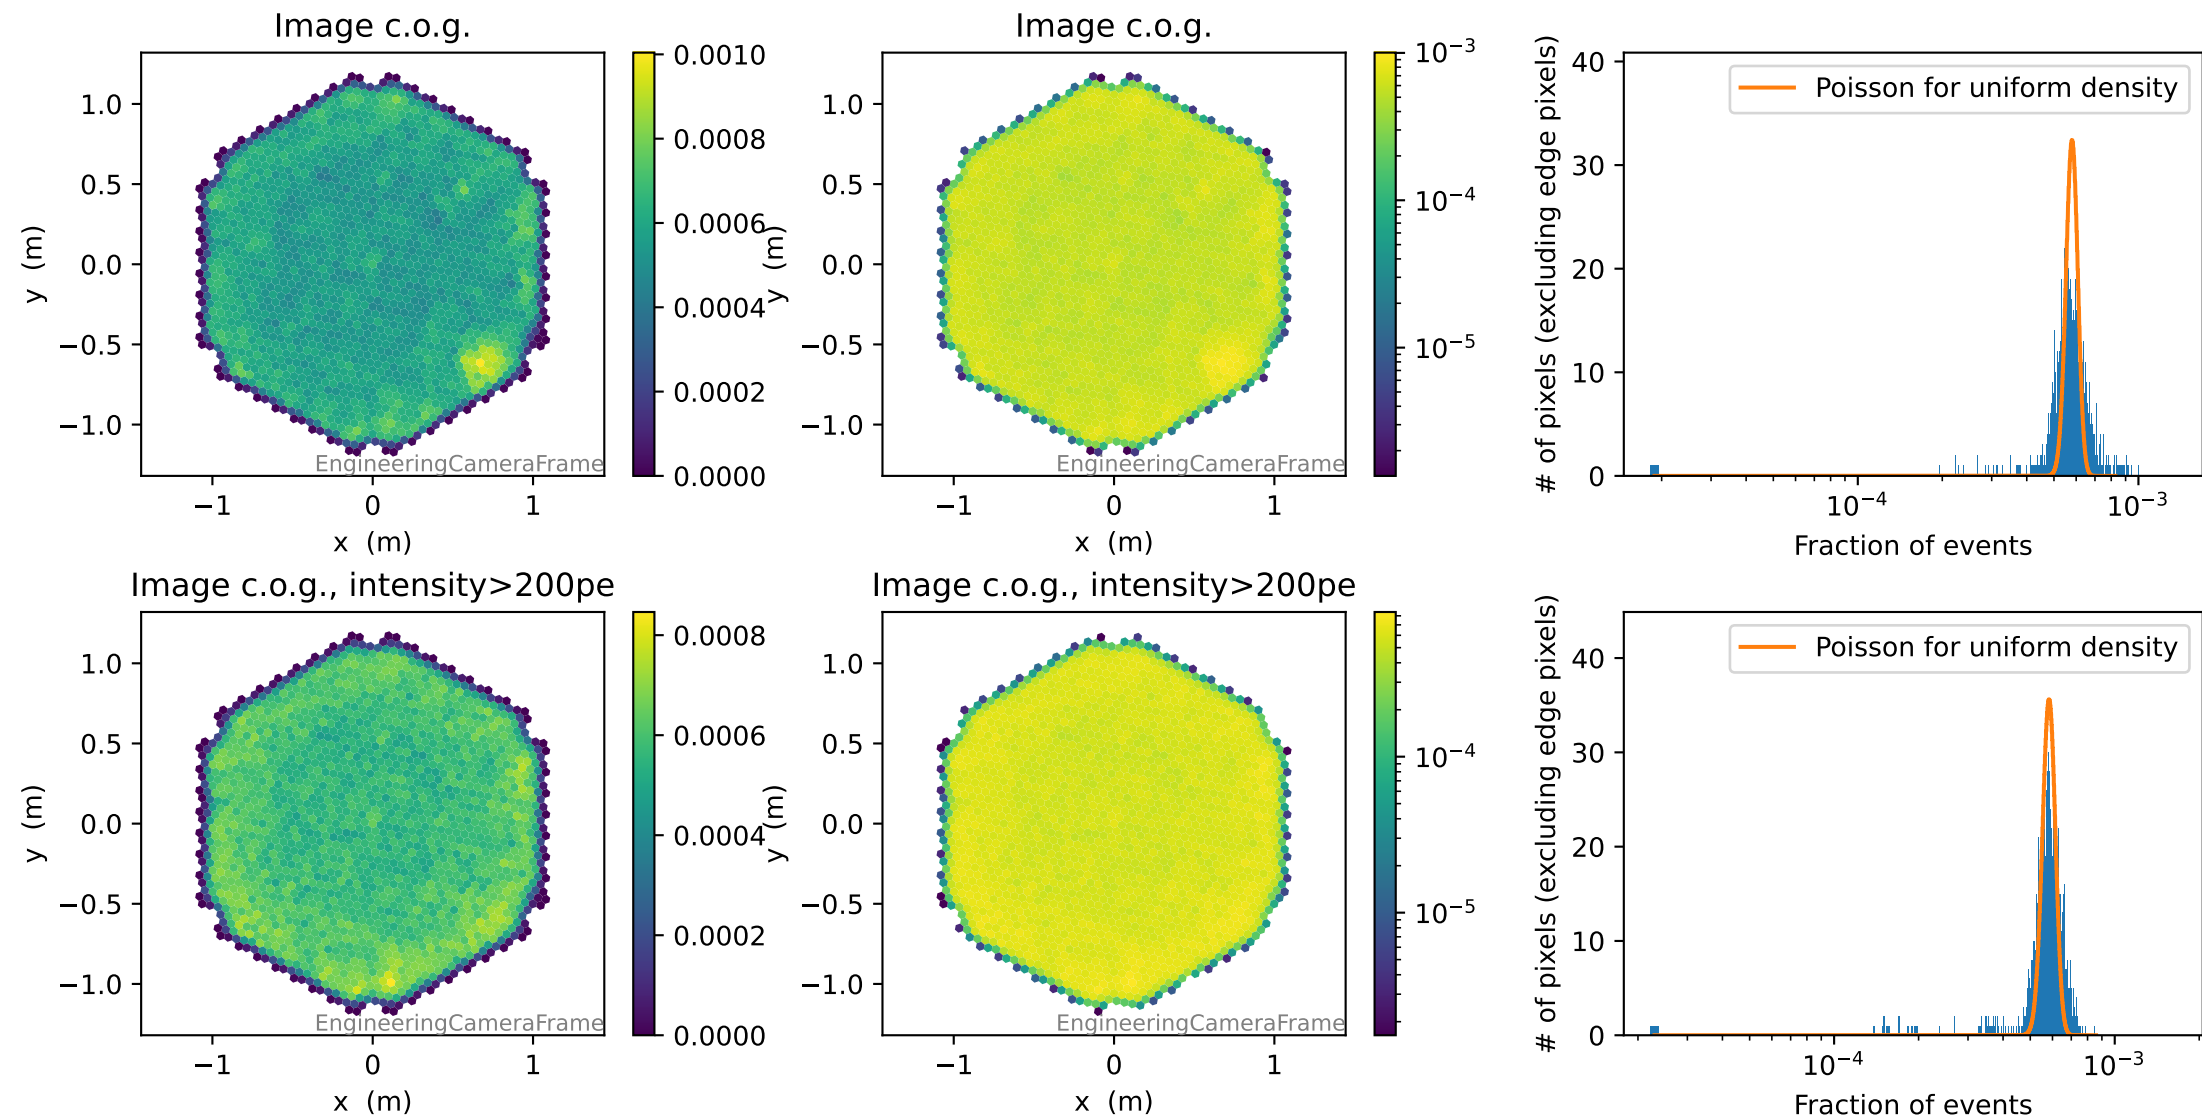 Image c.o.g.
1.0
0.5
0.0
−0.5
−1.0
y (m)
−1
0
1
x (m)
EngineeringCameraFrame
0.0010
0.0008
0.0006
0.0004
0.0002
0.0000
Image c.o.g.
1.0
0.5
0.0
−0.5
−1.0
y (m)
−1
0
1
x (m)
EngineeringCameraFrame
10⁻³
10⁻⁴
10⁻⁵
# of pixels (excluding edge pixels)
40
30
20
10
0
Poisson for uniform density
10⁻⁴
10⁻³
Fraction of events
Image c.o.g., intensity>200pe
1.0
0.5
0.0
−0.5
−1.0
y (m)
−1
0
1
x (m)
EngineeringCameraFrame
0.0008
0.0006
0.0004
0.0002
0.0000
Image c.o.g., intensity>200pe
1.0
0.5
0.0
−0.5
−1.0
y (m)
−1
0
1
x (m)
EngineeringCameraFrame
10⁻⁴
10⁻⁵
# of pixels (excluding edge pixels)
40
30
20
10
0
Poisson for uniform density
10⁻⁴
10⁻³
Fraction of events